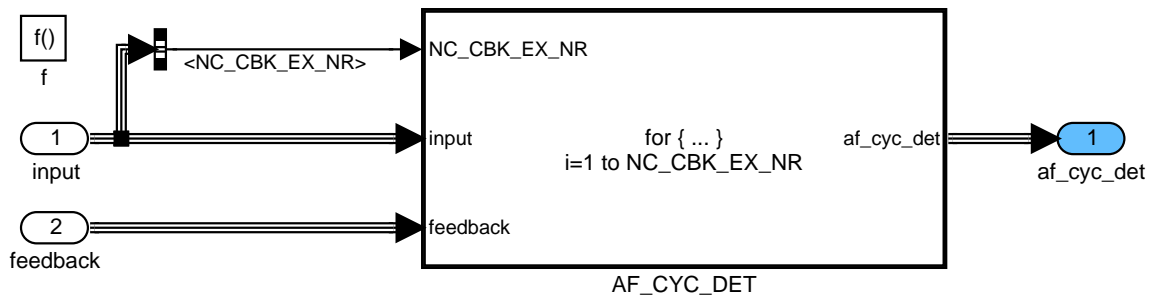 f()
f
<NC_CBK_EX_NR>
NC_CBK_EX_NR
1
input
input
for { ... }
i=1 to NC_CBK_EX_NR
af_cyc_det
1
af_cyc_det
2
feedback
feedback
AF_CYC_DET